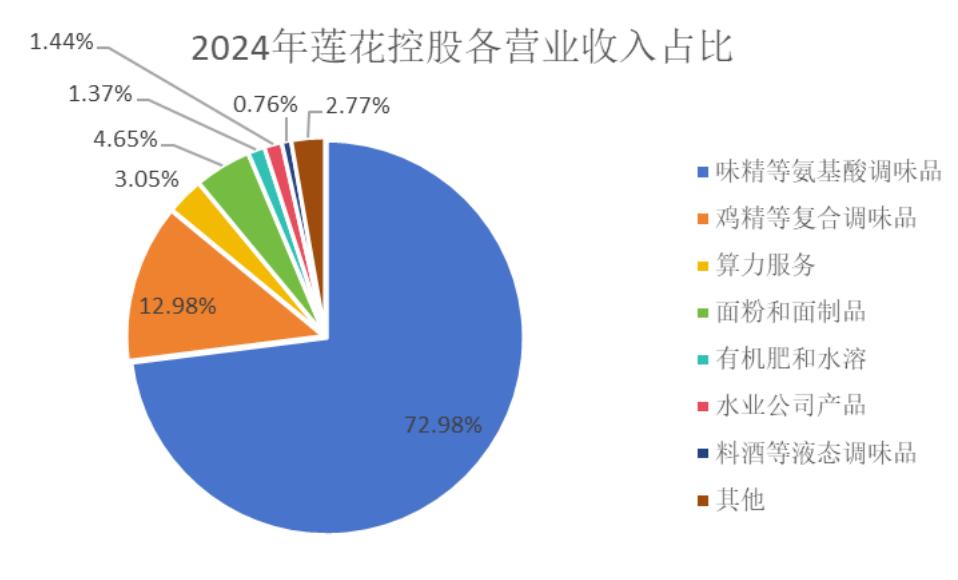 2024年莲花控股各营业收入占比
1.44%
1.37%
0.76%
2.77%
4.65%
3.05%
12.98%
72.98%
味精等氨基酸调味品
鸡精等复合调味品
算力服务
面粉和面制品
有机肥和水溶
水业公司产品
料酒等液态调味品
其他